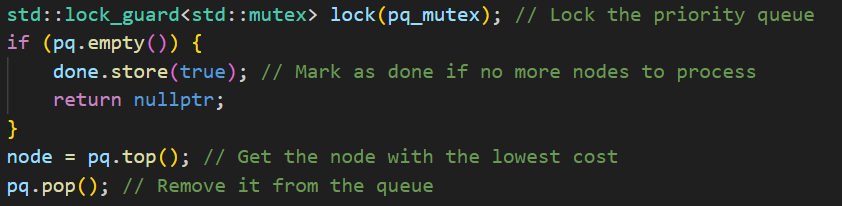 std::lock_guard<std::mutex> lock(pq_mutex); // Lock the priority queue
if (pq.empty()) {
    done.store(true); // Mark as done if no more nodes to process
    return nullptr;
}
node = pq.top(); // Get the node with the lowest cost
pq.pop(); // Remove it from the queue